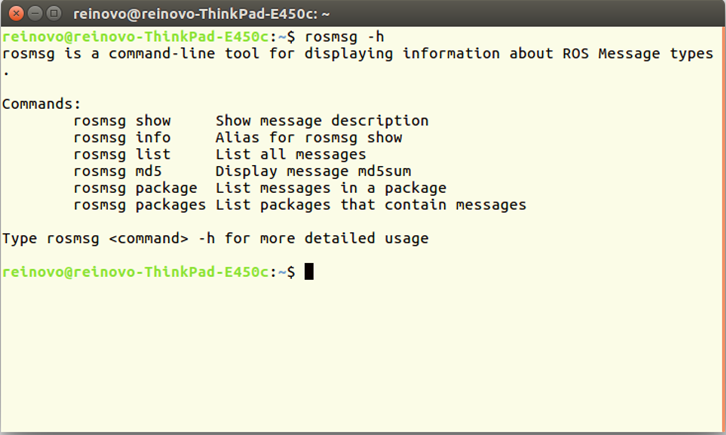 reinovo@reinovo-ThinkPad-E450c: ~
reinovo@reinovo-ThinkPad-E450c:~$ rosmsg -h
rosmsg is a command-line tool for displaying information about ROS Message types
.
Commands:
rosmsg show Show message description
rosmsg info Alias for rosmsg show
rosmsg list List all messages
rosmsg md5 Display message md5sum
rosmsg package List messages in a package
rosmsg packages List packages that contain messages
Type rosmsg <command> -h for more detailed usage
reinovo@reinovo-ThinkPad-E450c:~$